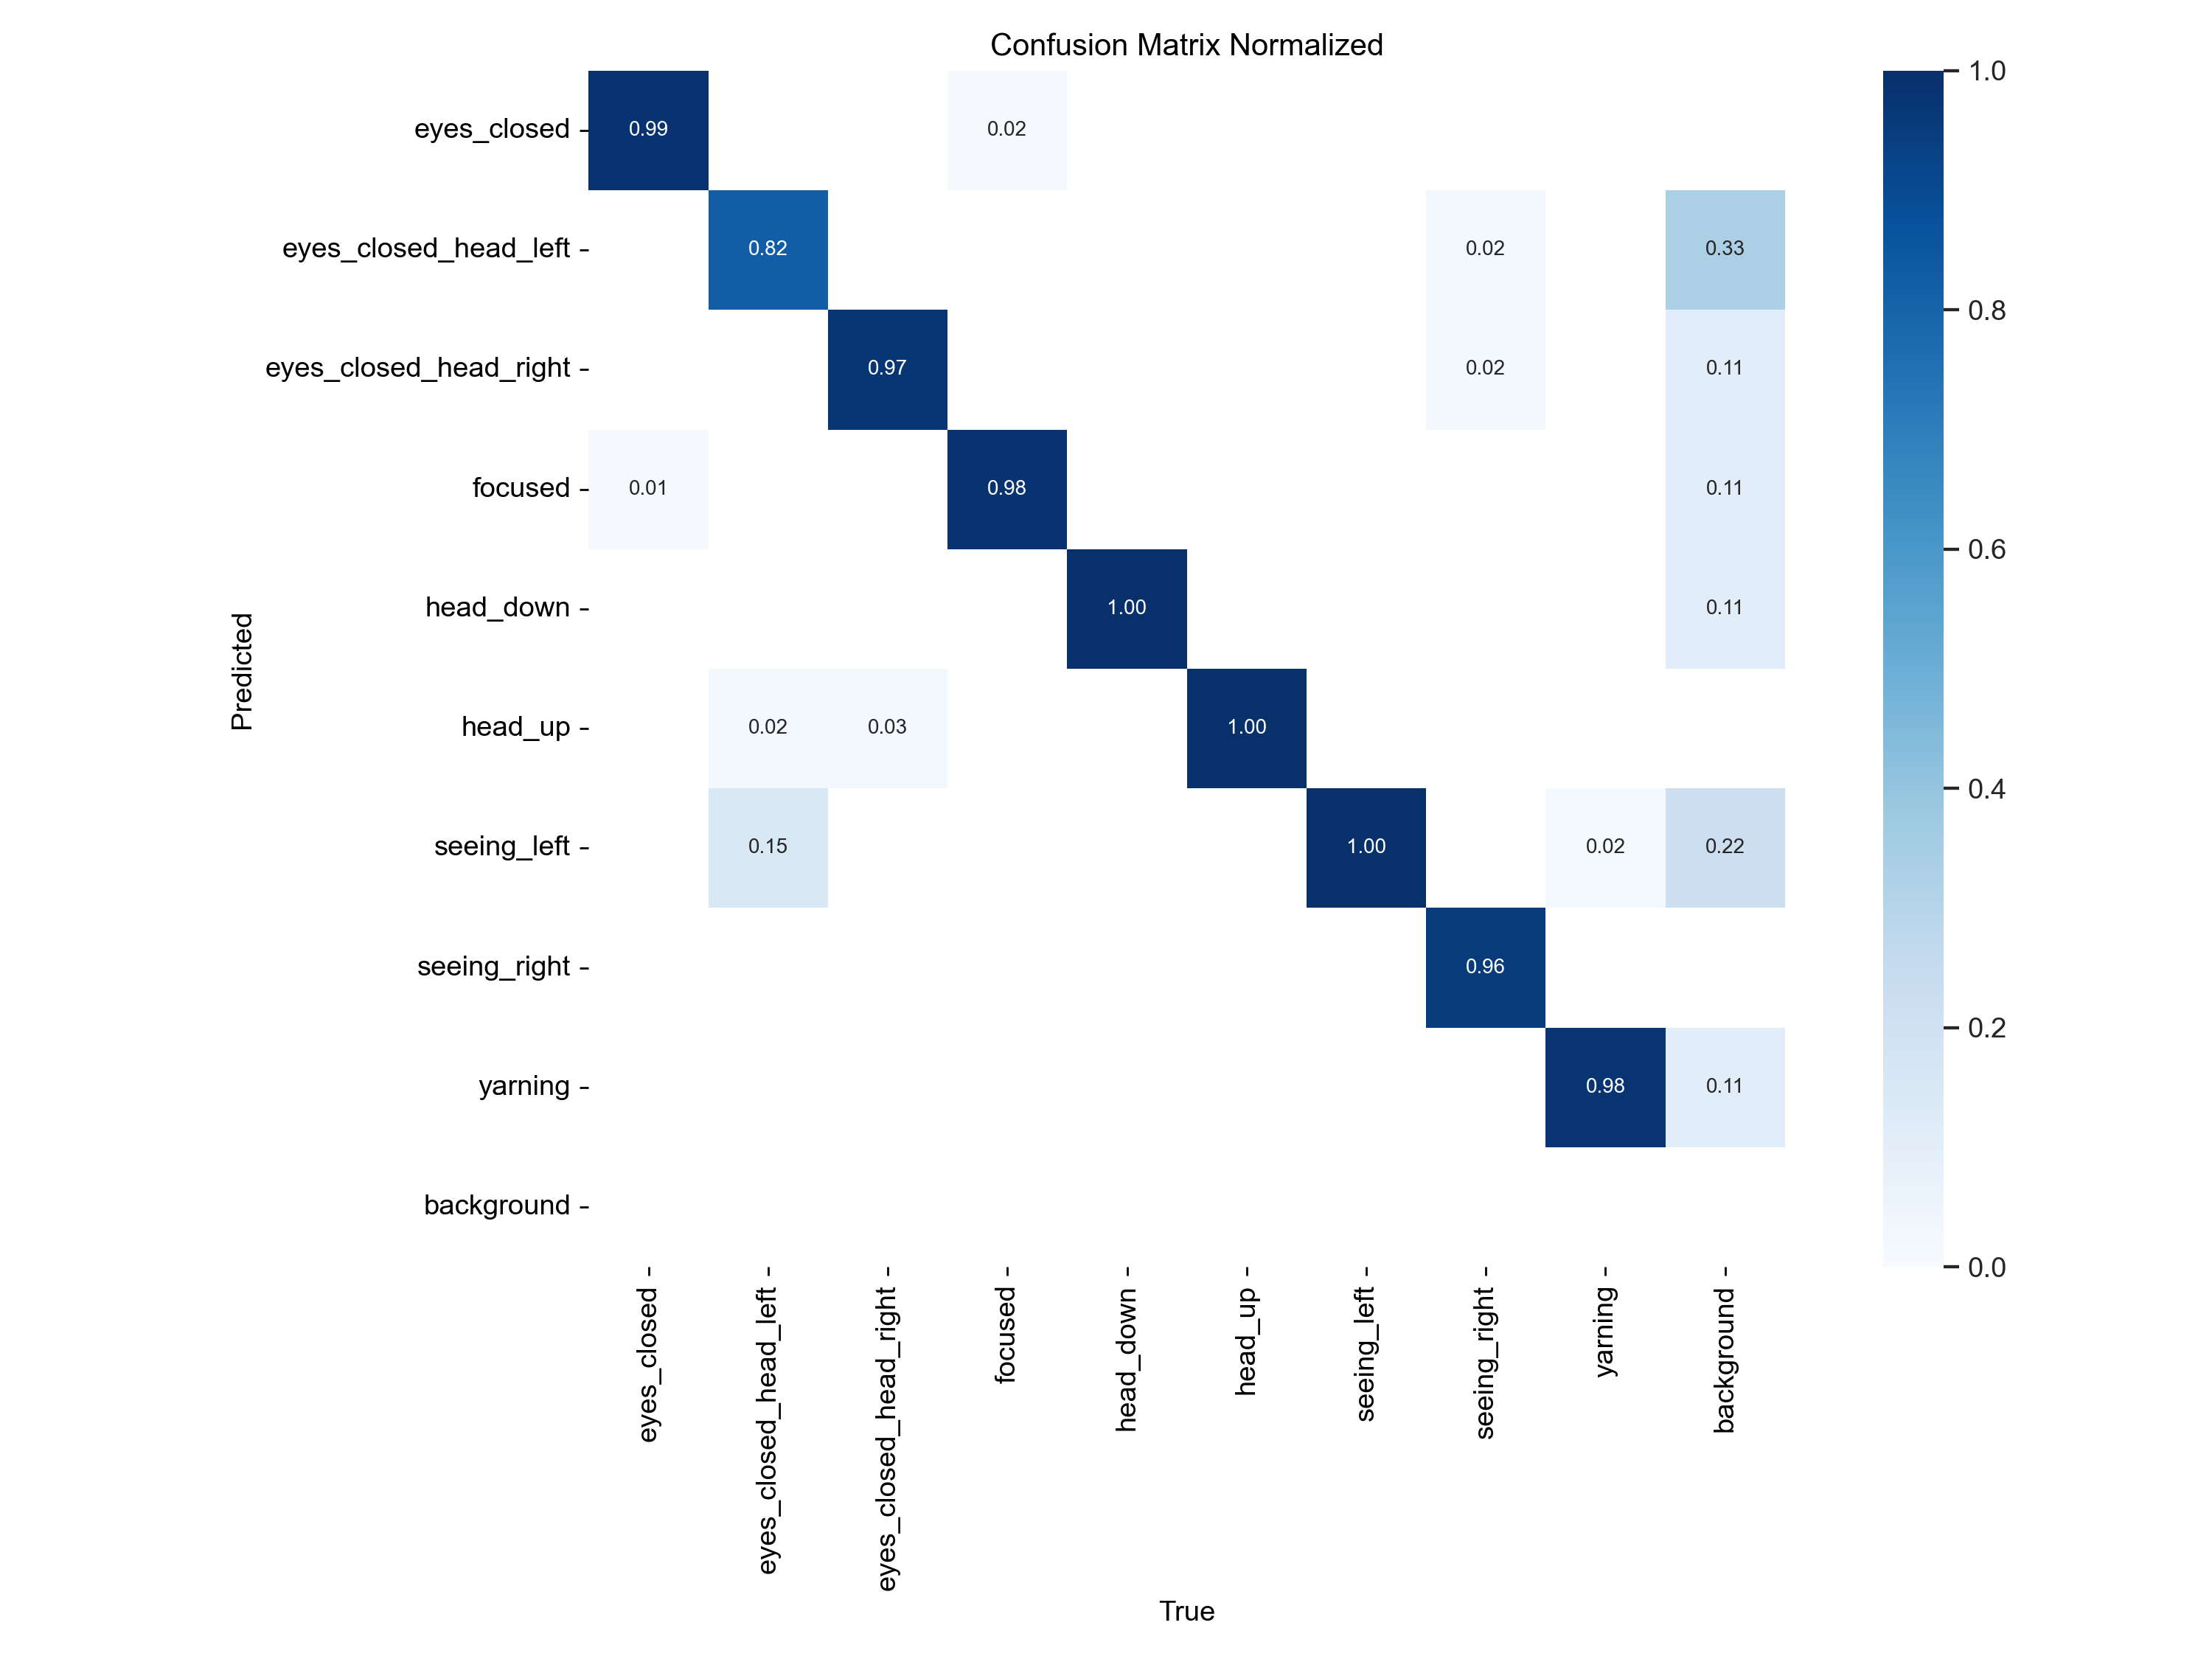 Confusion Matrix Normalized
eyes_closed 0.99 0.02
eyes_closed_head_left 0.82 0.02 0.33
eyes_closed_head_right 0.97 0.02 0.11
focused 0.01 0.98 0.11
head_down 1.00 0.11
head_up 0.02 0.03 1.00
seeing_left 0.15 1.00 0.02 0.22
seeing_right 0.96
yarning 0.98 0.11
background
Predicted
eyes_closed
eyes_closed_head_left
eyes_closed_head_right
focused
head_down
head_up
seeing_left
seeing_right
yarning
background
True
1.0
0.8
0.6
0.4
0.2
0.0